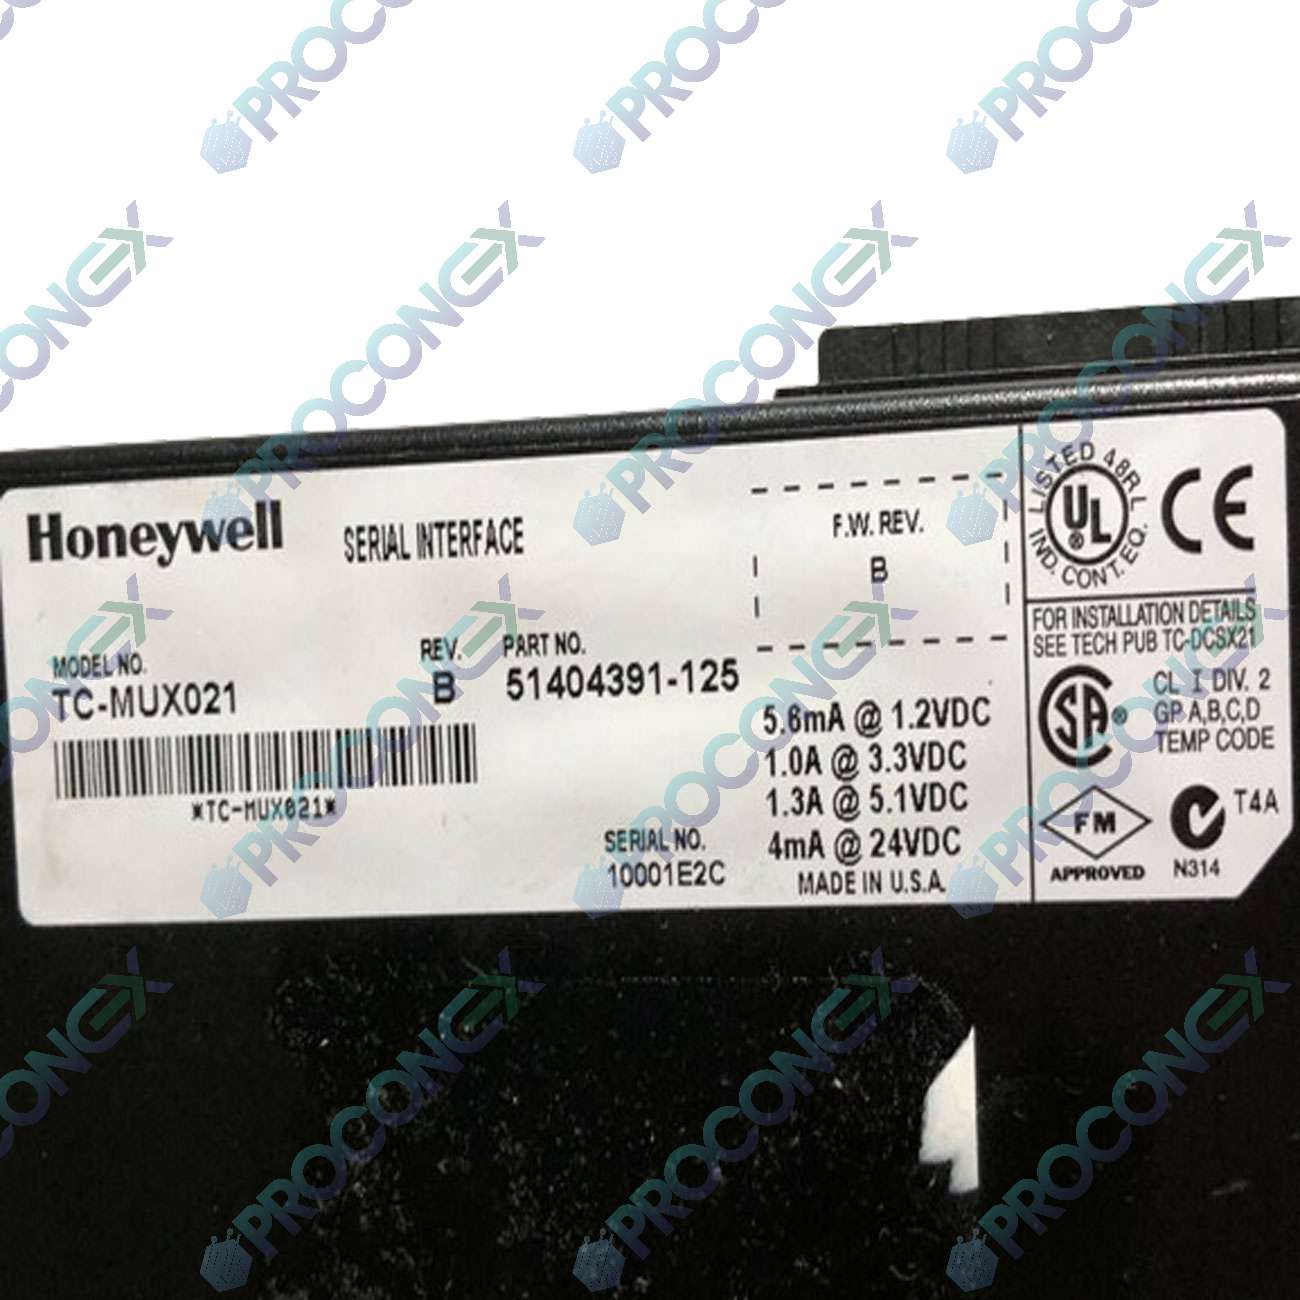 Honeywell
SERIAL INTERFACE
F.W. REV.
B
MODEL NO.
TC-MUX021
REV.
B
PART NO.
51404391-125
*TC-MUX021*
5.6mA @ 1.2VDC
1.0A @ 3.3VDC
1.3A @ 5.1VDC
4mA @ 24VDC
SERIAL NO.
10001E2C
MADE IN U.S.A.
LISTED 48RL
UL
®
IND. CONT. EQ.
CE
FOR INSTALLATION DETAILS
SEE TECH PUB TC-DCSX21
SA ®
CL I DIV. 2
GP A,B,C,D
TEMP CODE
T4A
FM
APPROVED
N314
PROCONEX